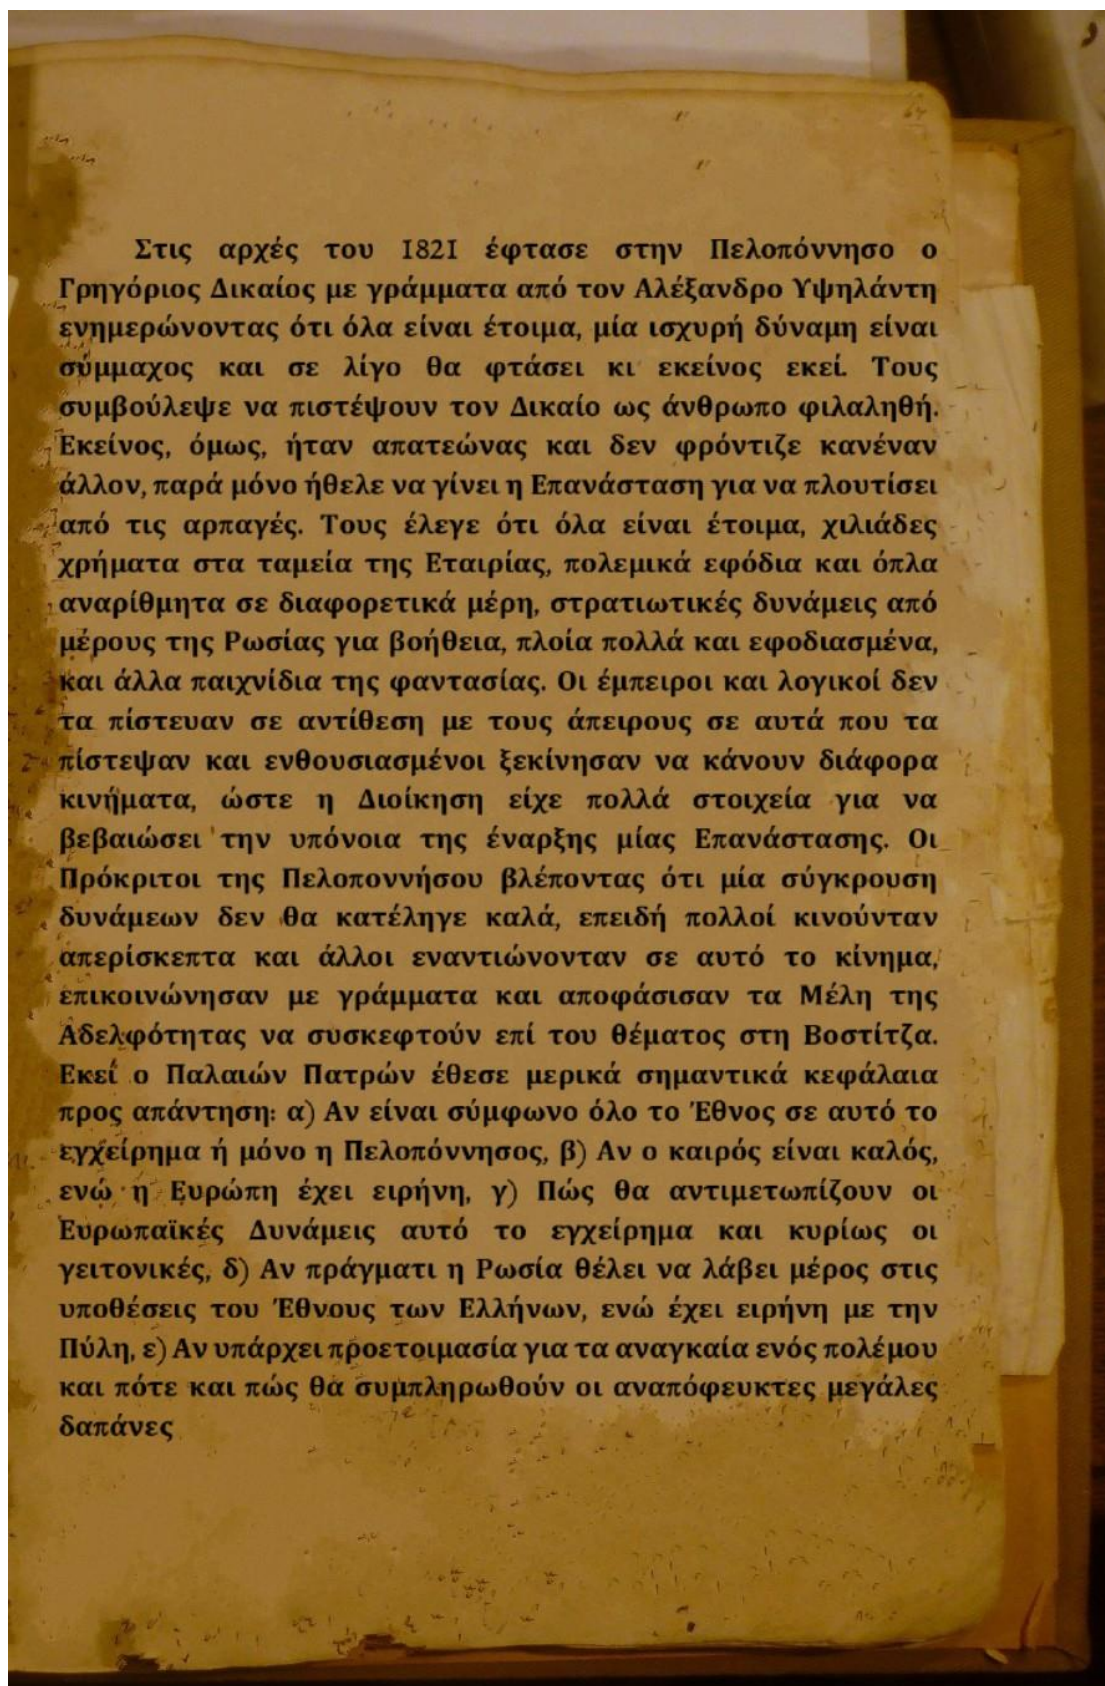 Στις αρχές του 1821 έφτασε στην Πελοπόννησο ο
Γρηγόριος Δικαίος με γράμματα από τον Αλέξανδρο Υψηλάντη
ενημερώνοντας ότι όλα είναι έτοιμα, μία ισχυρή δύναμη είναι
σύμμαχος και σε λίγο θα φτάσει κι εκείνος εκεί. Τους
συμβούλεψε να πιστέψουν τον Δικαίο ως άνθρωπο φιλαληθή.
Εκείνος, όμως, ήταν απατεώνας και δεν φρόντιζε κανέναν
άλλον, παρά μόνο ήθελε να γίνει η Επανάσταση για να πλουτίσει
από τις αρπαγές. Τους έλεγε ότι όλα είναι έτοιμα, χιλιάδες
χρήματα στα ταμεία της Εταιρίας, πολεμικά εφόδια και όπλα
αναρίθμητα σε διαφορετικά μέρη, στρατιωτικές δυνάμεις από
μέρους της Ρωσίας για βοήθεια, πλοία πολλά και εφοδιασμένα,
και άλλα παιχνίδια της φαντασίας. Οι έμπειροι και λογικοί δεν
τα πίστευαν σε αντίθεση με τους άπειρους σε αυτά που τα
πίστεψαν και ενθουσιασμένοι ξεκίνησαν να κάνουν διάφορα
κινήματα, ώστε η Διοίκηση είχε πολλά στοιχεία για να
βεβαιώσει την υπόνοια της έναρξης μίας Επανάστασης. Οι
Πρόκριτοι της Πελοποννήσου βλέποντας ότι μία σύγκρουση
δυνάμεων δεν θα κατέληγε καλά, επειδή πολλοί κινούνταν
απερίσκεπτα και άλλοι εναντιώνονταν σε αυτό το κίνημα,
επικοινώνησαν με γράμματα και αποφάσισαν τα Μέλη της
Αδελφότητας να συσκεφτούν επί του θέματος στη Βοστίτζα.
Εκεί ο Παλαιών Πατρών έθεσε μερικά σημαντικά κεφάλαια
προς απάντηση: α) Αν είναι σύμφωνο όλο το Έθνος σε αυτό το
εγχείρημα ή μόνο η Πελοπόννησος, β) Αν ο καιρός είναι καλός,
ενώ η Ευρώπη έχει ειρήνη, γ) Πώς θα αντιμετωπίζουν οι
Ευρωπαϊκές Δυνάμεις αυτό το εγχείρημα και κυρίως οι
γειτονικές, δ) Αν πράγματι η Ρωσία θέλει να λάβει μέρος στις
υποθέσεις του Έθνους των Ελλήνων, ενώ έχει ειρήνη με την
Πύλη, ε) Αν υπάρχει προετοιμασία για τα αναγκαία ενός πολέμου
και πότε και πώς θα συμπληρωθούν οι αναπόφευκτες μεγάλες
δαπάνες